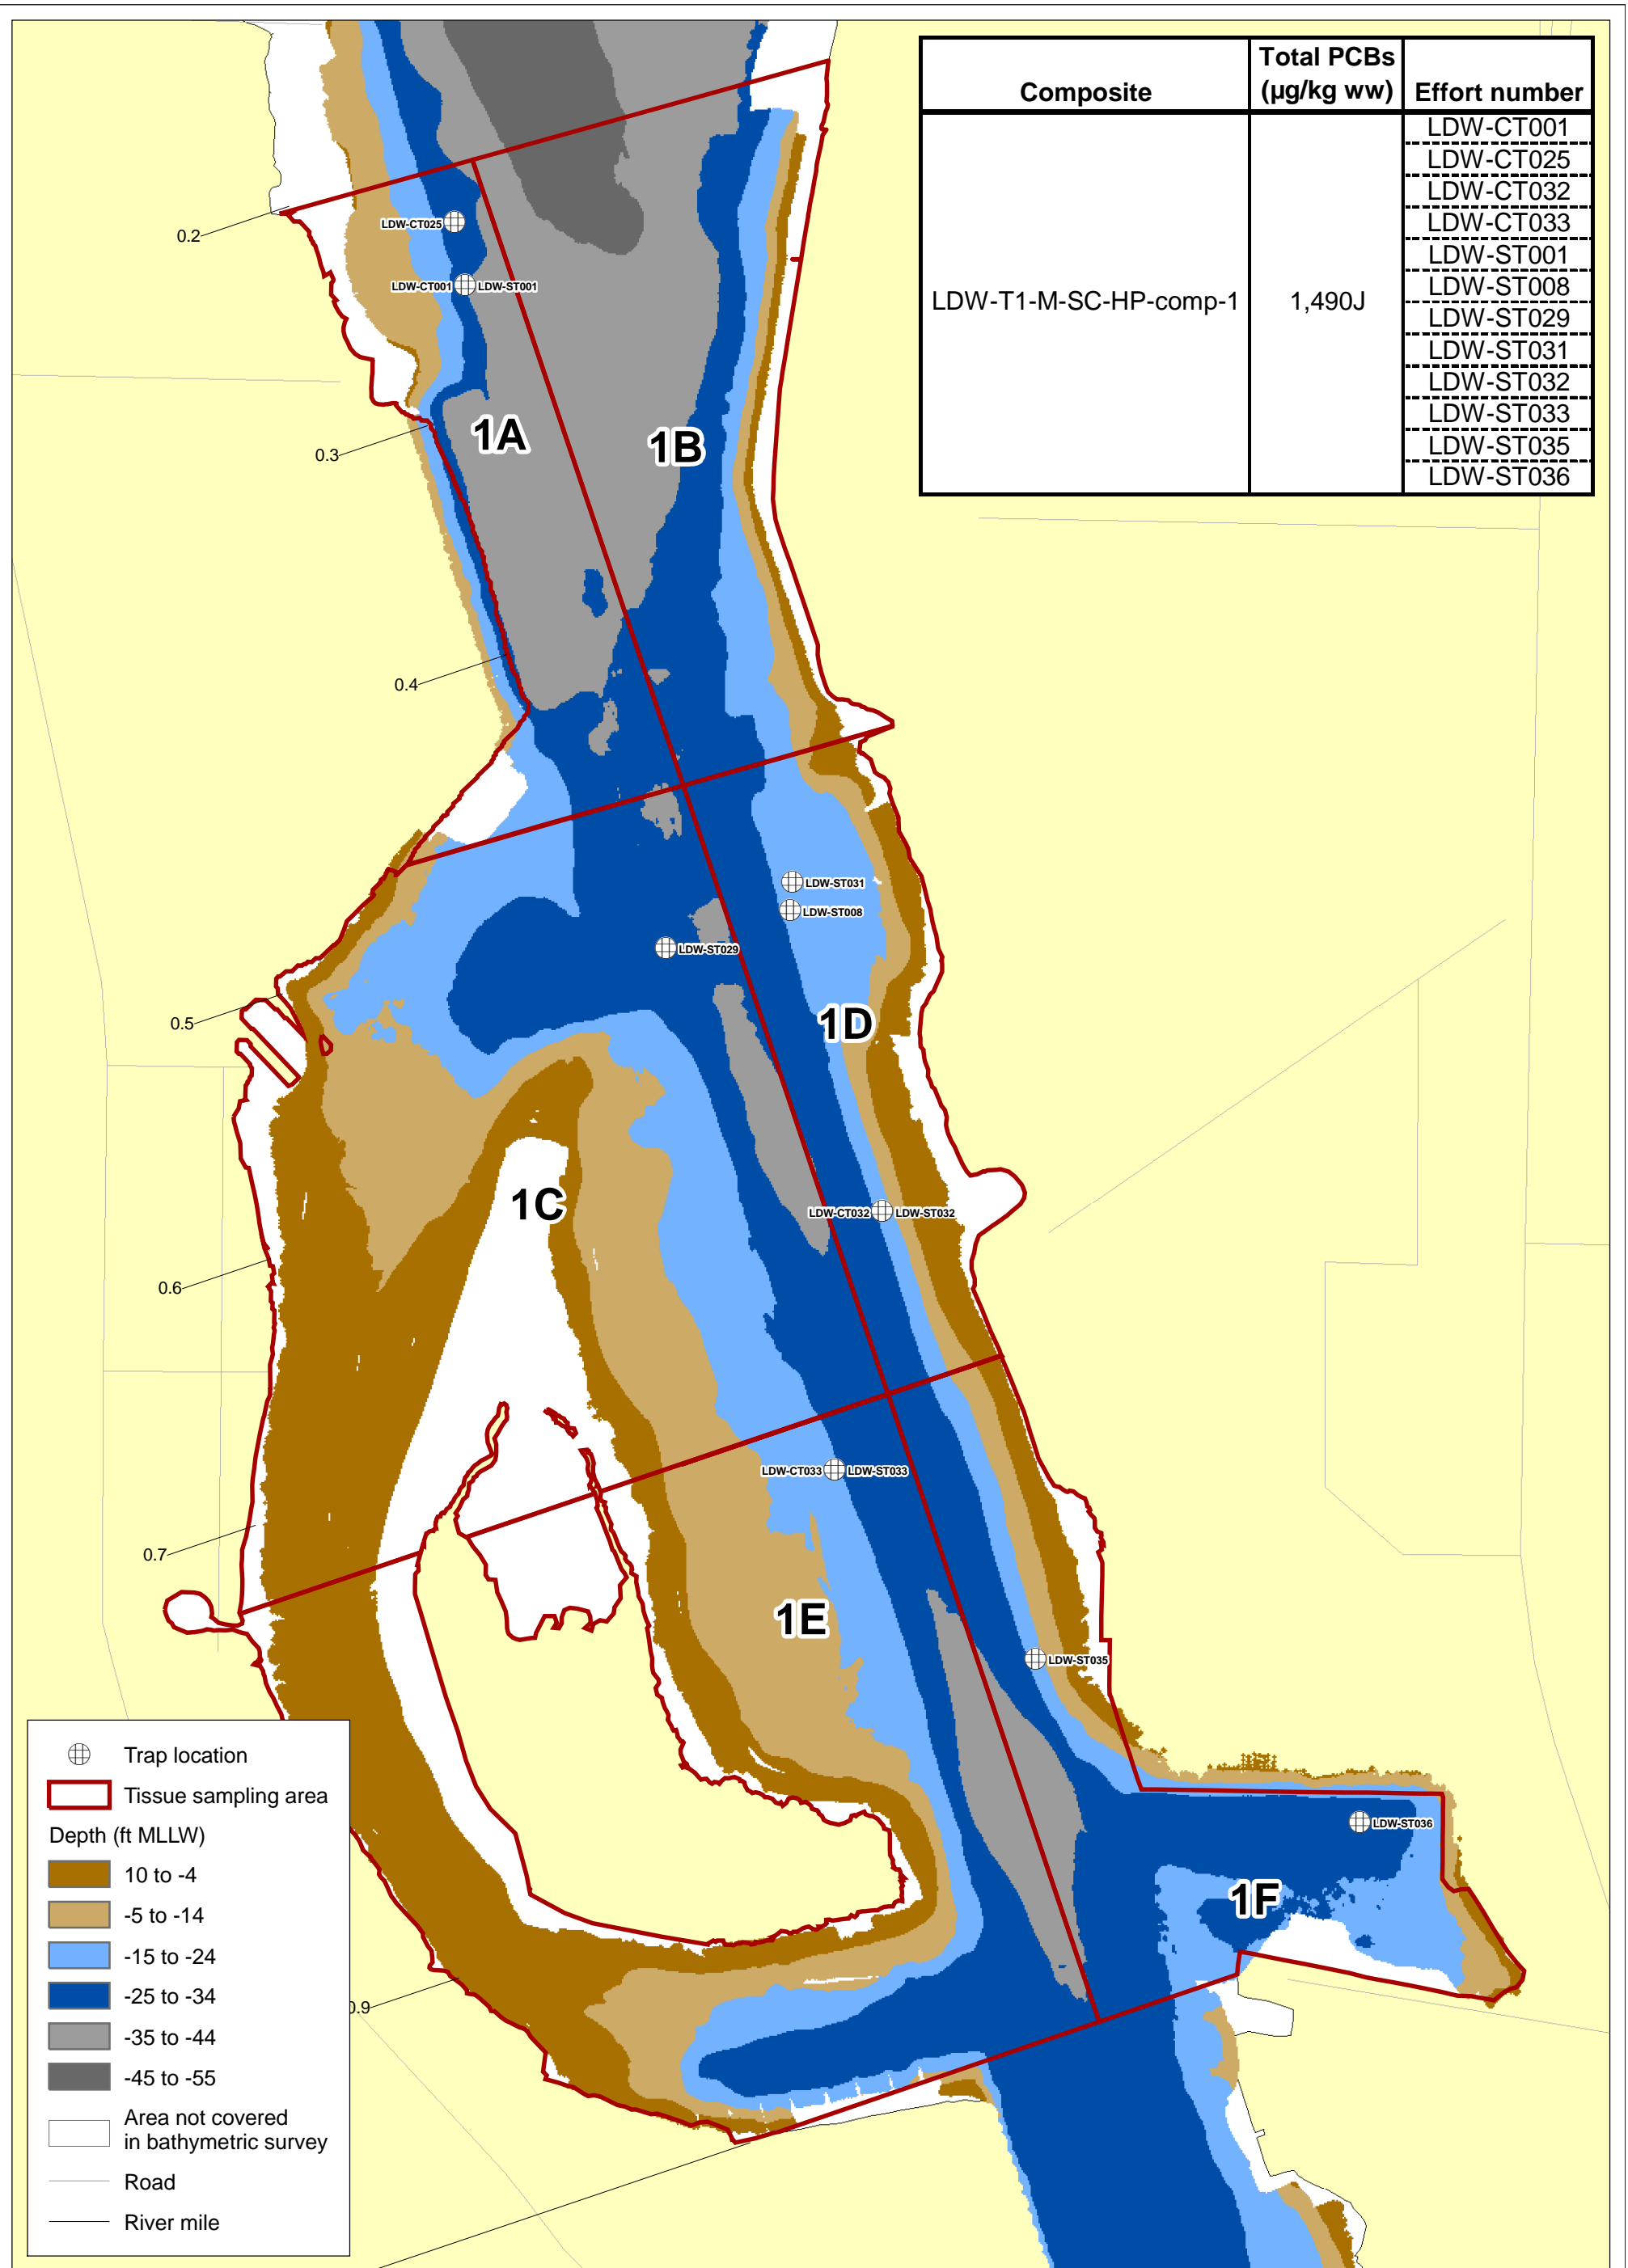 Composite
Total PCBs
(µg/kg ww)
Effort number
LDW-T1-M-SC-HP-comp-1
1,490J
LDW-CT001
LDW-CT025
LDW-CT032
LDW-CT033
LDW-ST001
LDW-ST008
LDW-ST029
LDW-ST031
LDW-ST032
LDW-ST033
LDW-ST035
LDW-ST036
0.2
LDW-CT025
LDW-CT001
LDW-ST001
1A
1B
0.3
0.4
LDW-ST031
LDW-ST008
LDW-ST029
0.5
1D
1C
LDW-CT032
LDW-ST032
0.6
LDW-CT033
LDW-ST033
0.7
1E
LDW-ST035
LDW-ST036
1F
0.9
Trap location
Tissue sampling area
Depth (ft MLLW)
10 to -4
-5 to -14
-15 to -24
-25 to -34
-35 to -44
-45 to -55
Area not covered
in bathymetric survey
Road
River mile